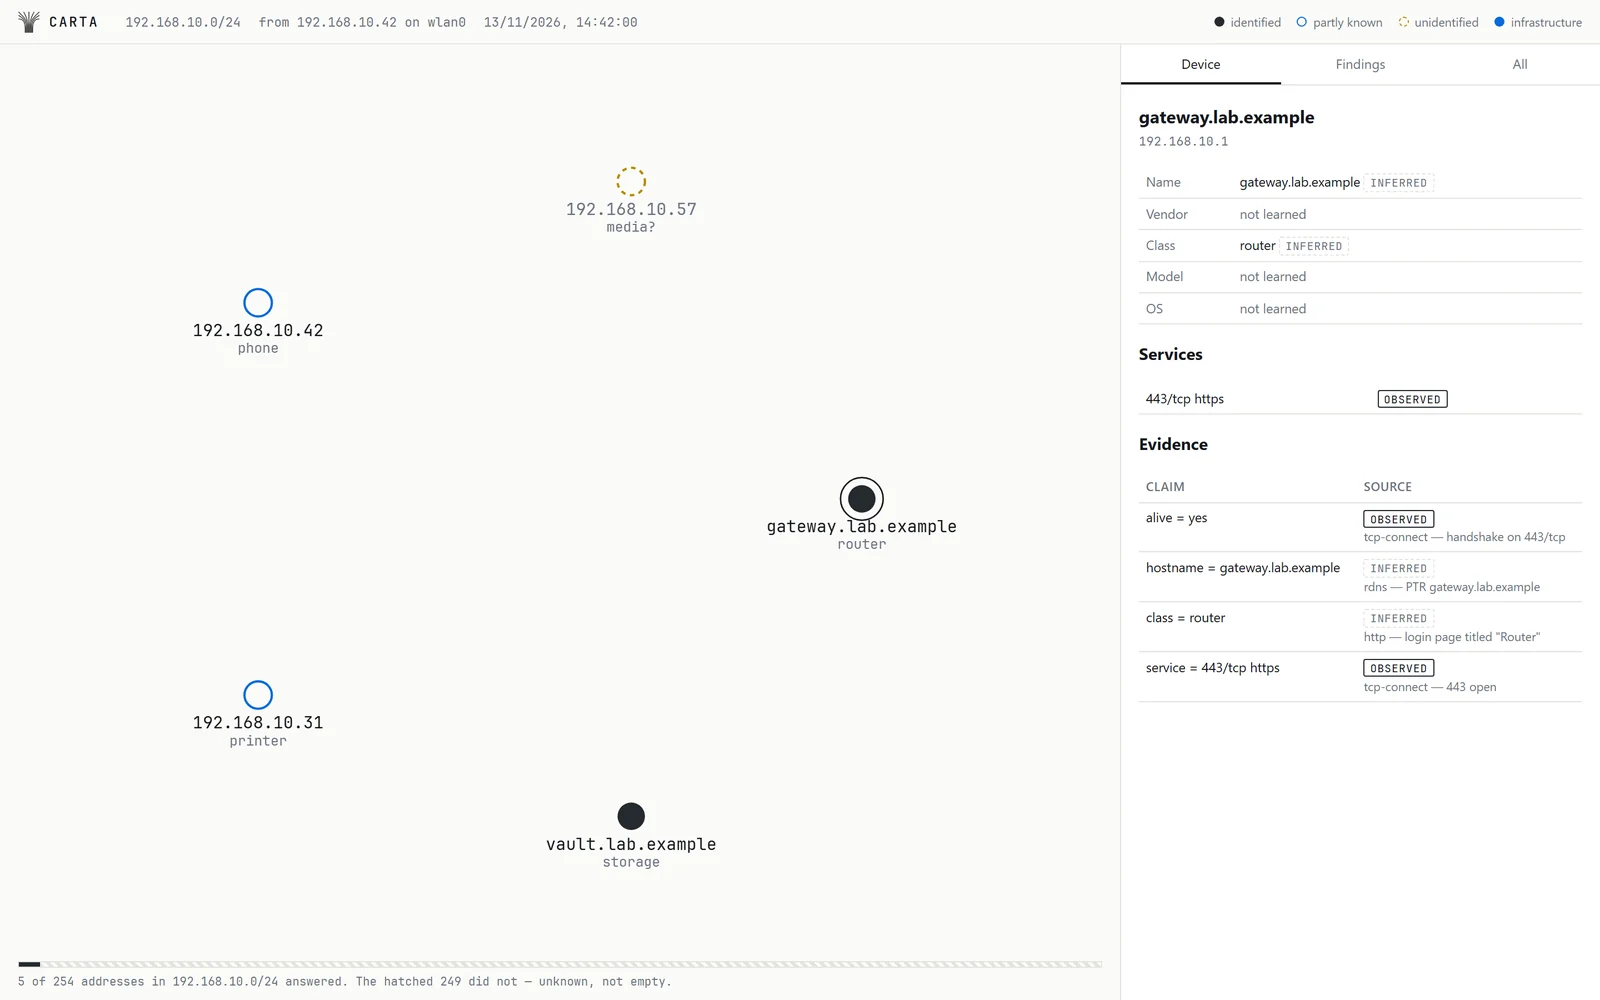 CARTA 192.168.10.0/24 from 192.168.10.42 on wlan0 13/11/2026, 14:42:00
identified partly known unidentified infrastructure
192.168.10.57
media?
192.168.10.42
phone
gateway.lab.example
router
192.168.10.31
printer
vault.lab.example
storage
5 of 254 addresses in 192.168.10.0/24 answered. The hatched 249 did not — unknown, not empty.
Device Findings All
gateway.lab.example
192.168.10.1
Name gateway.lab.example INFERRED
Vendor not learned
Class router INFERRED
Model not learned
OS not learned
Services
443/tcp https OBSERVED
Evidence
CLAIM SOURCE
alive = yes OBSERVED
tcp-connect — handshake on 443/tcp
hostname = gateway.lab.example INFERRED
rdns — PTR gateway.lab.example
class = router INFERRED
http — login page titled "Router"
service = 443/tcp https OBSERVED
tcp-connect — 443 open